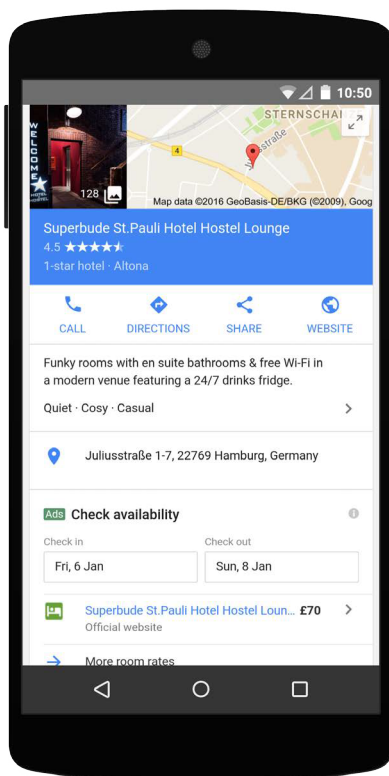 10:50
WELCOME
HOTEL
HOSTEL
128
STERNSCHAN
4
straße
Map data ©2016 GeoBasis-DE/BKG (©2009), Goog
Superbude St.Pauli Hotel Hostel Lounge
4.5
1-star hotel · Altona
CALL DIRECTIONS SHARE WEBSITE
Funky rooms with en suite bathrooms & free Wi-Fi in
a modern venue featuring a 24/7 drinks fridge.
Quiet · Cosy · Casual
Juliusstraße 1-7, 22769 Hamburg, Germany
Ads Check availability
Check in Check out
Fri, 6 Jan Sun, 8 Jan
Superbude St.Pauli Hotel Hostel Loun... £70
Official website
More room rates